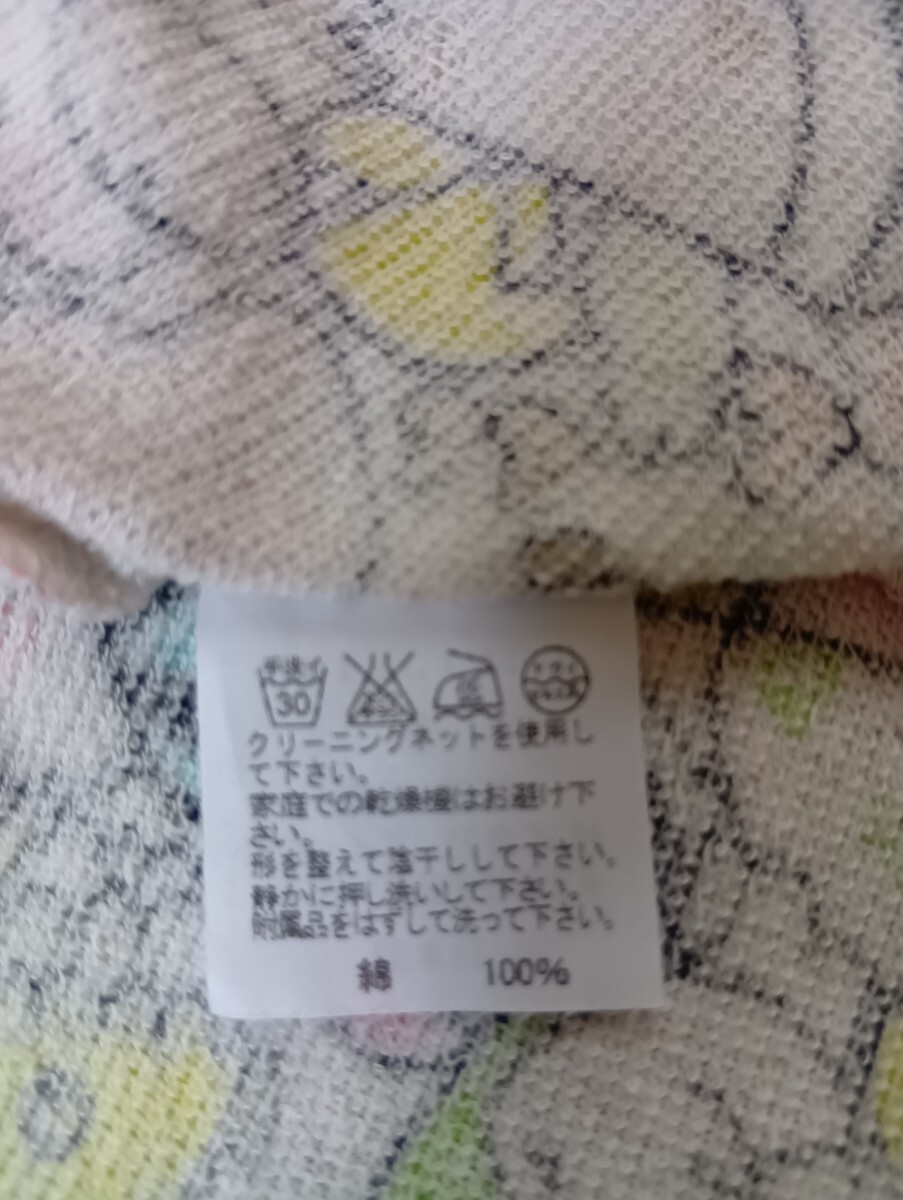 手洗イ
30
クリーニングネットを使用し
て下さい。
家庭での乾燥機はお避け下
さい。
形を整えて陰干しして下さい。
静かに押し洗いして下さい。
附属品をはずして洗って下さい。
綿 100%